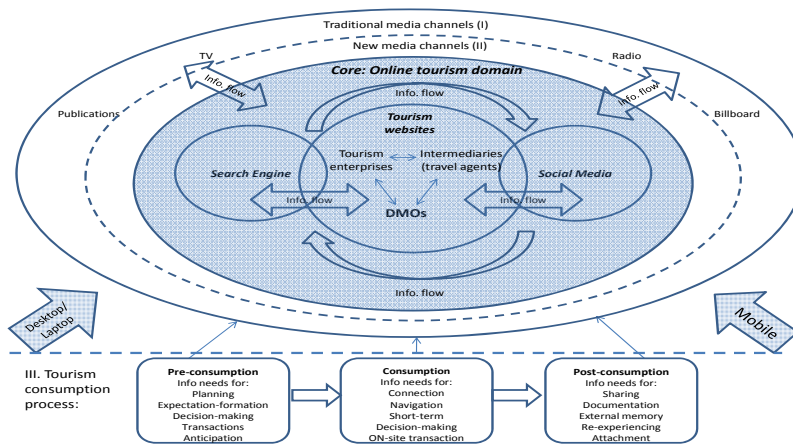 Traditional media channels (I)
New media channels (II)
TV
Radio
Core: Online tourism domain
Info. flow
Info. flow
Info. flow
Publications
Billboard
Tourism
websites
Search Engine
Tourism
enterprises
Intermediaries
(travel agents)
Social Media
Info. flow
Info. flow
DMOs
Info. flow
Desktop/
Laptop
Mobile
III. Tourism
consumption
process:
Pre-consumption
Info needs for:
Planning
Expectation-formation
Decision-making
Transactions
Anticipation
Consumption
Info needs for:
Connection
Navigation
Short-term
Decision-making
ON-site transaction
Post-consumption
Info needs for:
Sharing
Documentation
External memory
Re-experiencing
Attachment